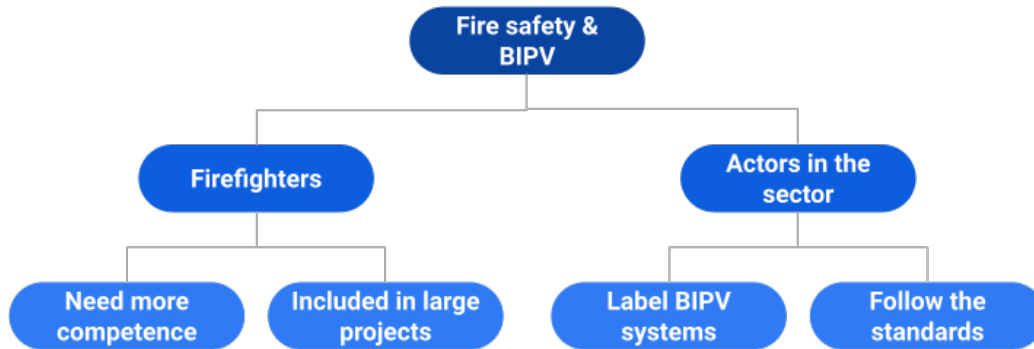 Fire safety &
BIPV
Firefighters
Actors in the
sector
Need more
competence
Included in large
projects
Label BIPV
systems
Follow the
standards